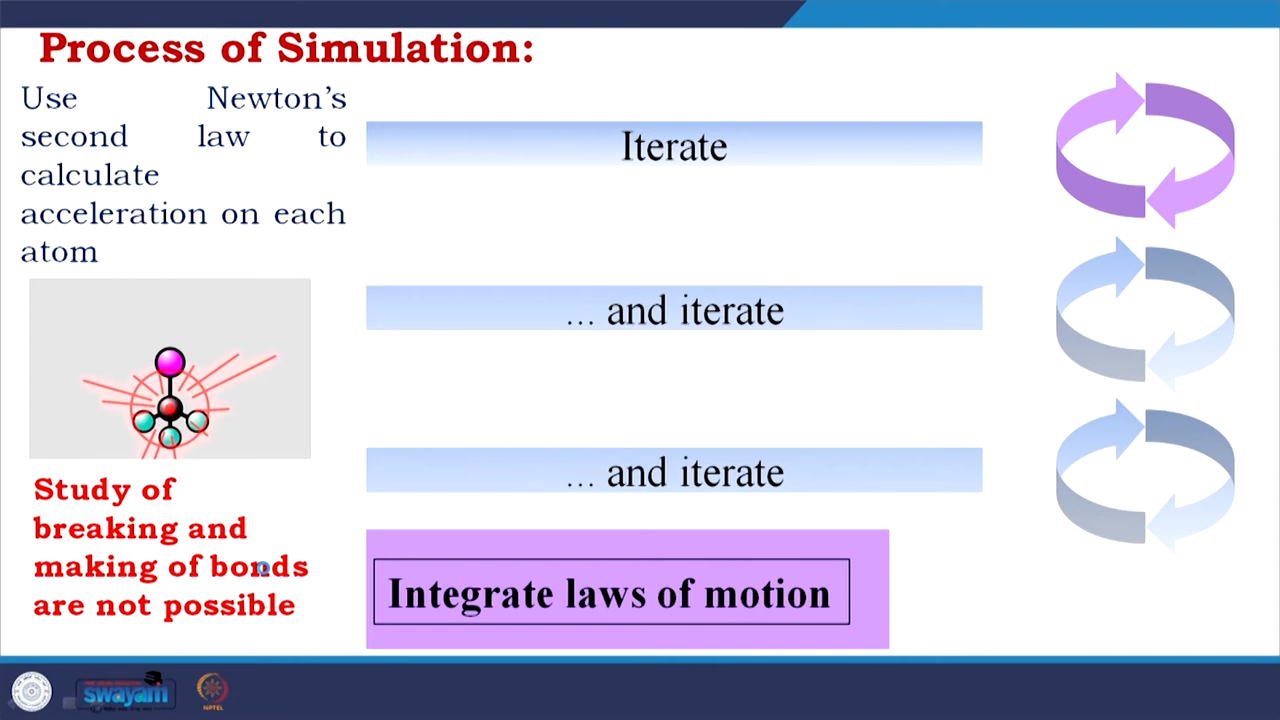 Process of Simulation:
Use Newton's
second law to
calculate
acceleration on each
atom
Iterate
... and iterate
... and iterate
Study of
breaking and
making of bonds
are not possible
Integrate laws of motion
swayam
NPTEL